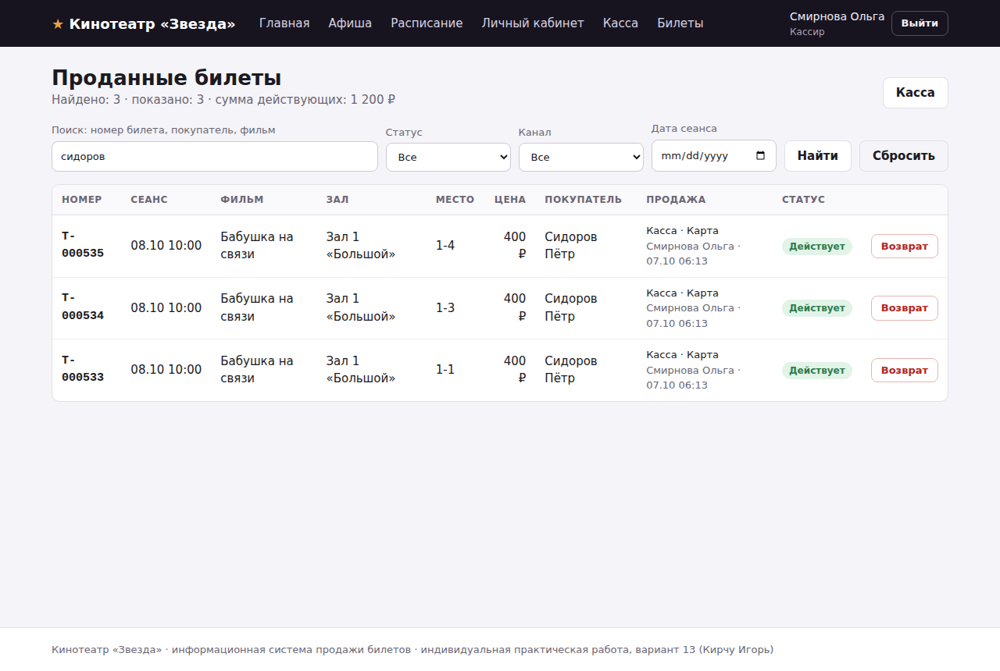 ★ Кинотеатр «Звезда» Главная Афиша Расписание Личный кабинет Касса Билеты Смирнова Ольга
Кассир
Выйти
Проданные билеты
Найдено: 3 · показано: 3 · сумма действующих: 1 200 ₽
Касса
Поиск: номер билета, покупатель, фильм
Статус
Канал
Дата сеанса
сидоров
Все
Все
mm/dd/yyyy
Найти
Сбросить
НОМЕР СЕАНС ФИЛЬМ ЗАЛ МЕСТО ЦЕНА ПОКУПАТЕЛЬ ПРОДАЖА СТАТУС
T-
000535
08.10 10:00
Бабушка на
связи
Зал 1
«Большой»
1-4
400
₽
Сидоров
Пётр
Касса · Карта
Смирнова Ольга ·
07.10 06:13
Действует
Возврат
T-
000534
08.10 10:00
Бабушка на
связи
Зал 1
«Большой»
1-3
400
₽
Сидоров
Пётр
Касса · Карта
Смирнова Ольга ·
07.10 06:13
Действует
Возврат
T-
000533
08.10 10:00
Бабушка на
связи
Зал 1
«Большой»
1-1
400
₽
Сидоров
Пётр
Касса · Карта
Смирнова Ольга ·
07.10 06:13
Действует
Возврат
Кинотеатр «Звезда» · информационная система продажи билетов · индивидуальная практическая работа, вариант 13 (Кирчу Игорь)